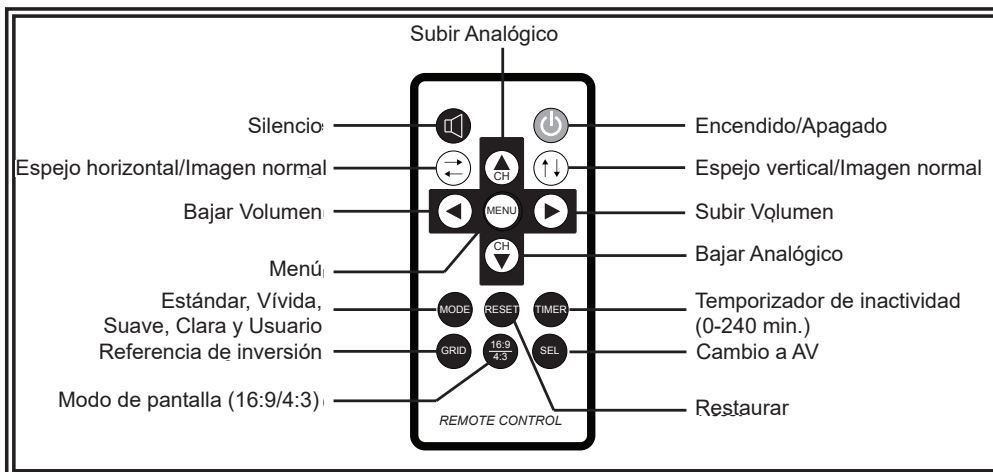 Subir Analógico
Silencio
Encendido/Apagado
Espejo horizontal/Imagen normal
CH
Espejo vertical/Imagen normal
Bajar Volumen
MENU
Subir Volumen
CH
Bajar Analógico
Menú
Estándar, Vívida,
Suave, Clara y Usuario
MODE
RESET
TIMER
Temporizador de inactividad
(0-240 min.)
Referencia de inversión
GRID
16:9
4:3
SEL
Cambio a AV
Modo de pantalla (16:9/4:3)
Restaurar
REMOTE CONTROL